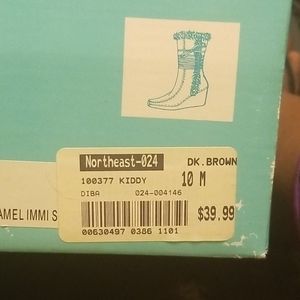 Northeast-024 DK.BROWN
100377 KIDDY 10 M
DIBA 024-004146
$39.99
00630497 0386 1101
AMEL IMMI S